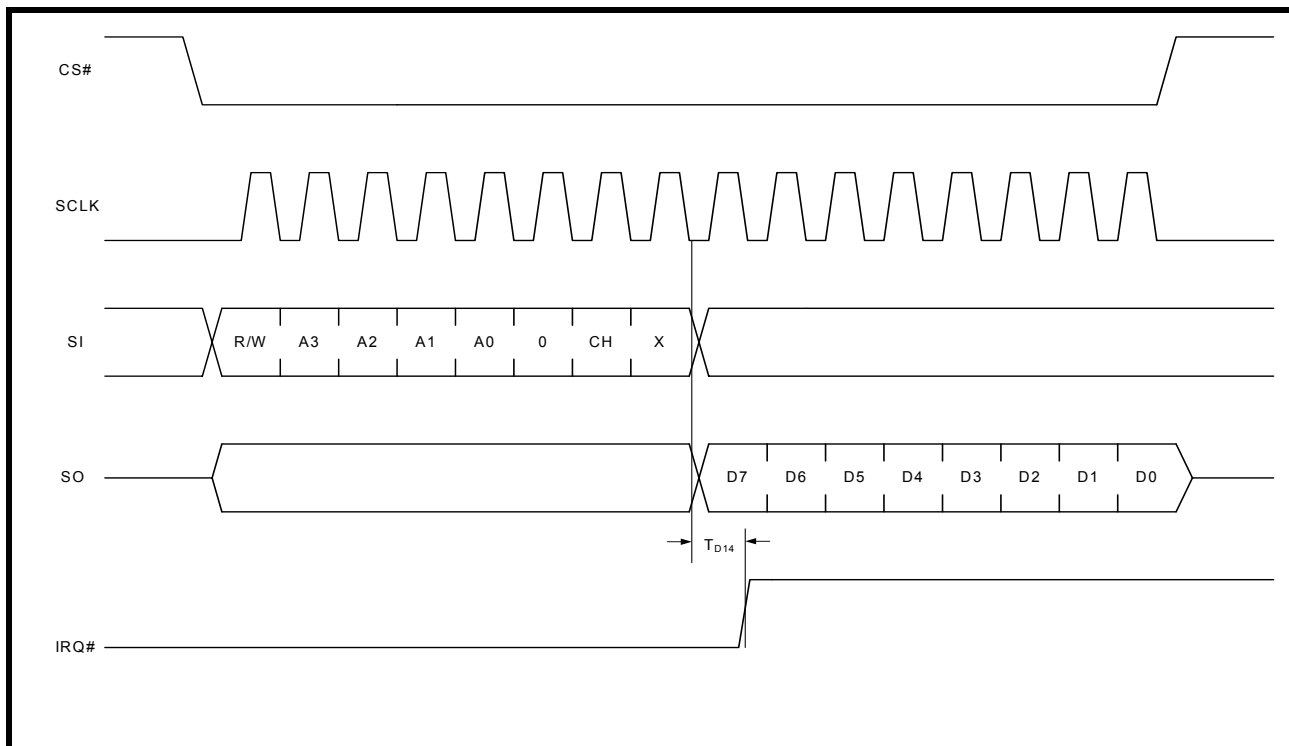 CS#
SCLK
SI R/W A3 A2 A1 A0 0 CH X
SO D7 D6 D5 D4 D3 D2 D1 D0
TD14
IRQ#